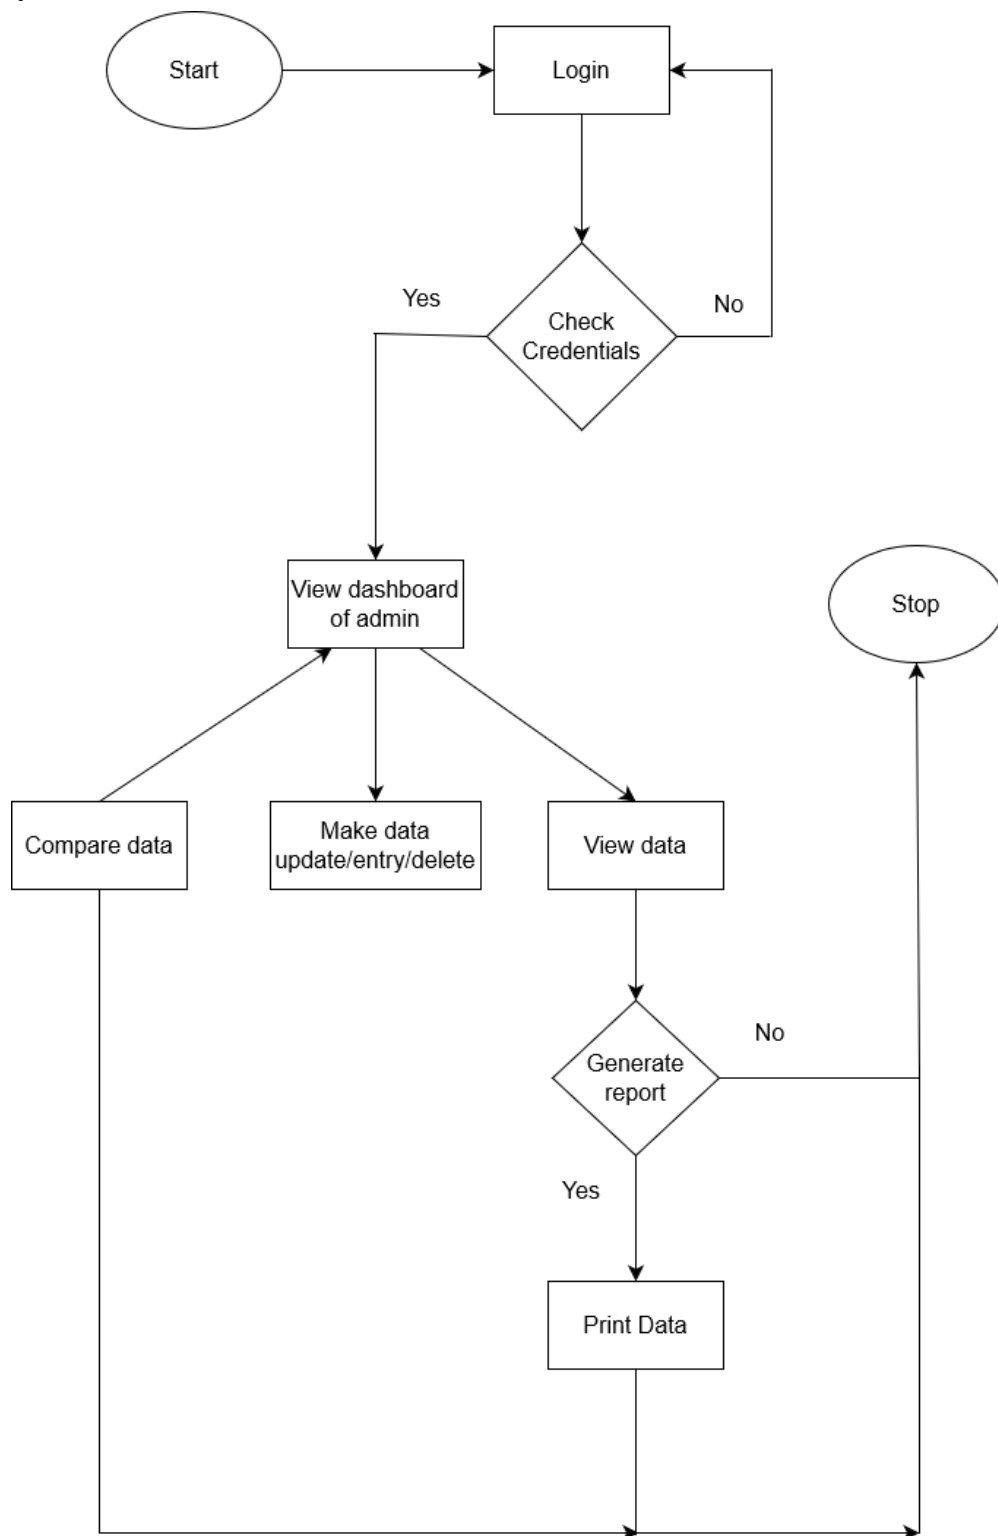 Start
Login
Yes
No
Check
Credentials
View dashboard
of admin
Stop
Compare data
Make data
update/entry/delete
View data
No
Generate
report
Yes
Print Data